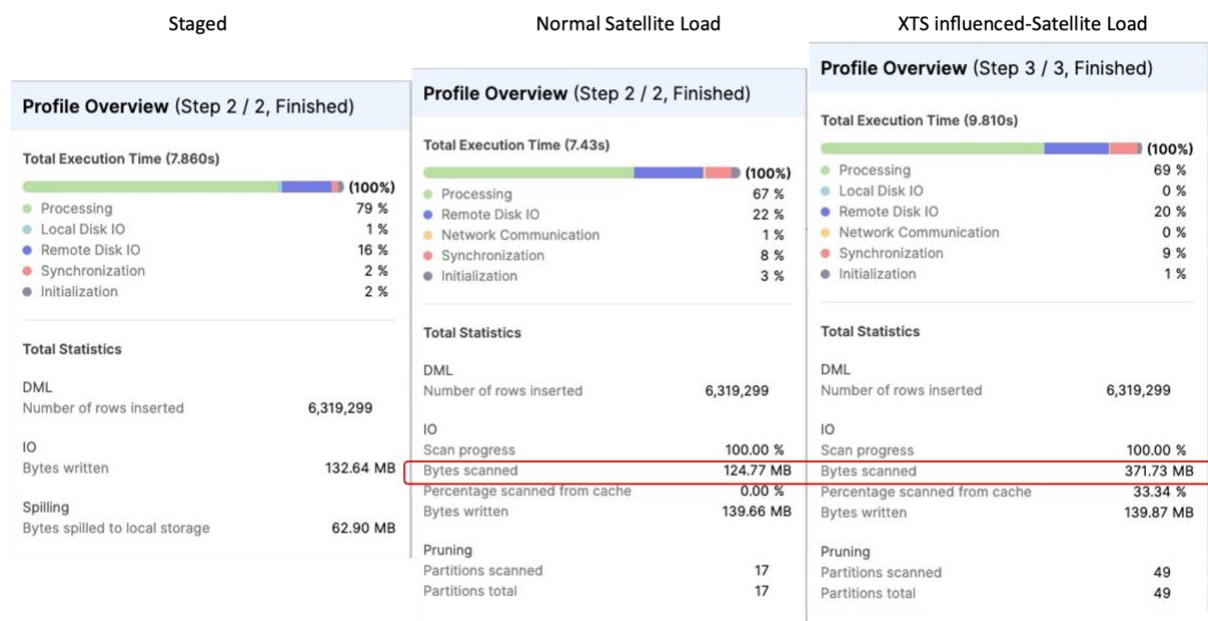 Staged
Profile Overview (Step 2 / 2, Finished)
Total Execution Time (7.860s)
(100%)
Processing 79 %
Local Disk IO 1 %
Remote Disk IO 16 %
Synchronization 2 %
Initialization 2 %
Total Statistics
DML
Number of rows inserted 6,319,299
IO
Bytes written 132.64 MB
Spilling
Bytes spilled to local storage 62.90 MB
Normal Satellite Load
Profile Overview (Step 2 / 2, Finished)
Total Execution Time (7.43s)
(100%)
Processing 67 %
Remote Disk IO 22 %
Network Communication 1 %
Synchronization 8 %
Initialization 3 %
Total Statistics
DML
Number of rows inserted 6,319,299
IO
Scan progress 100.00 %
Bytes scanned 124.77 MB
Percentage scanned from cache 0.00 %
Bytes written 139.66 MB
Pruning
Partitions scanned 17
Partitions total 17
XTS influenced-Satellite Load
Profile Overview (Step 3 / 3, Finished)
Total Execution Time (9.810s)
(100%)
Processing 69 %
Local Disk IO 0 %
Remote Disk IO 20 %
Network Communication 0 %
Synchronization 9 %
Initialization 1 %
Total Statistics
DML
Number of rows inserted 6,319,299
IO
Scan progress 100.00 %
Bytes scanned 371.73 MB
Percentage scanned from cache 33.34 %
Bytes written 139.87 MB
Pruning
Partitions scanned 49
Partitions total 49